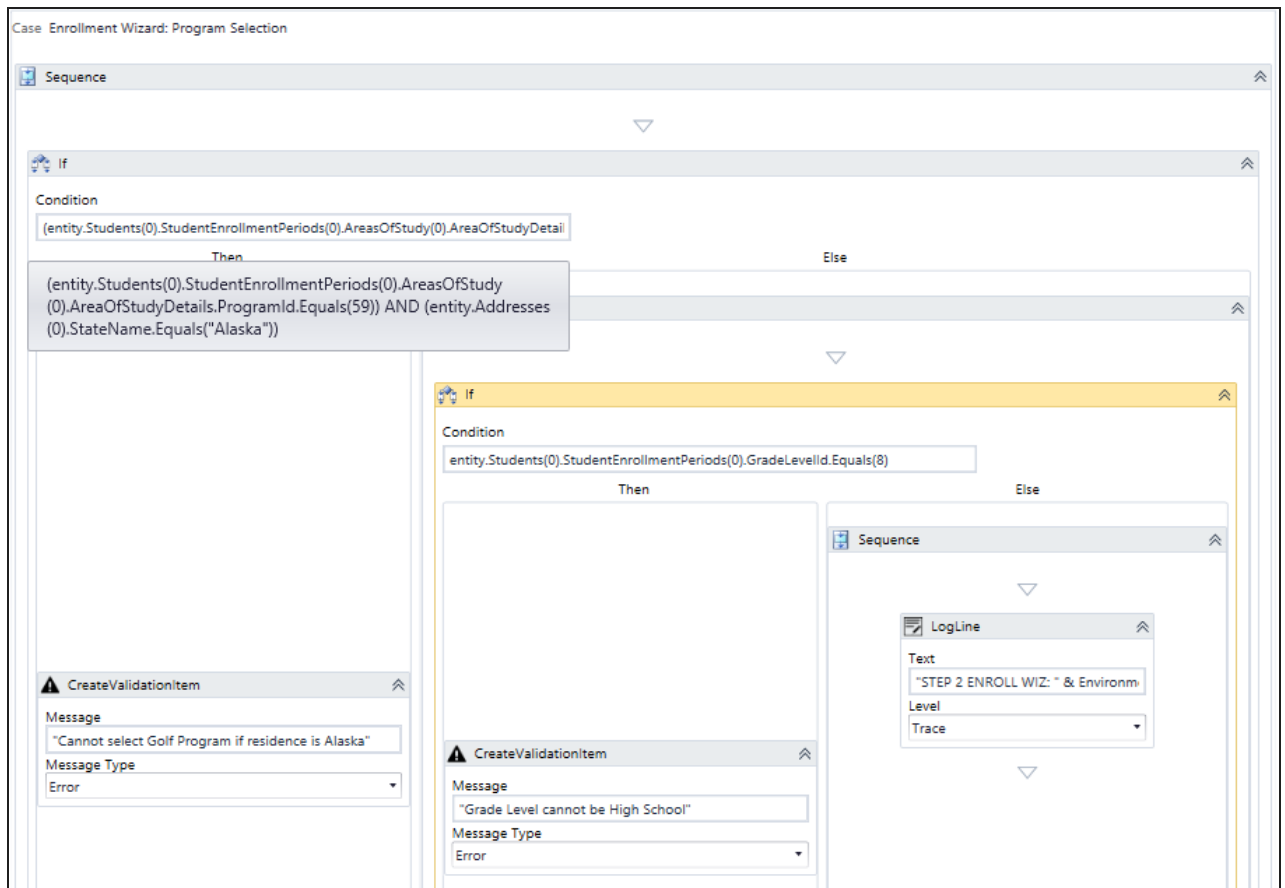 Case Enrollment Wizard: Program Selection
Sequence
If
Condition
(entity.Students(0).StudentEnrollmentPeriods(0).AreasOfStudy(0).AreaOfStudyDetail
Then
Else
(entity.Students(0).StudentEnrollmentPeriods(0).AreasOfStudy
(0).AreaOfStudyDetails.ProgramId.Equals(59)) AND (entity.Addresses
(0).StateName.Equals("Alaska"))
If
Condition
entity.Students(0).StudentEnrollmentPeriods(0).GradeLevelId.Equals(8)
Then
Else
Sequence
LogLine
Text
"STEP 2 ENROLL WIZ: " & Environm
Level
Trace
CreateValidationItem
Message
"Cannot select Golf Program if residence is Alaska"
Message Type
Error
CreateValidationItem
Message
"Grade Level cannot be High School"
Message Type
Error